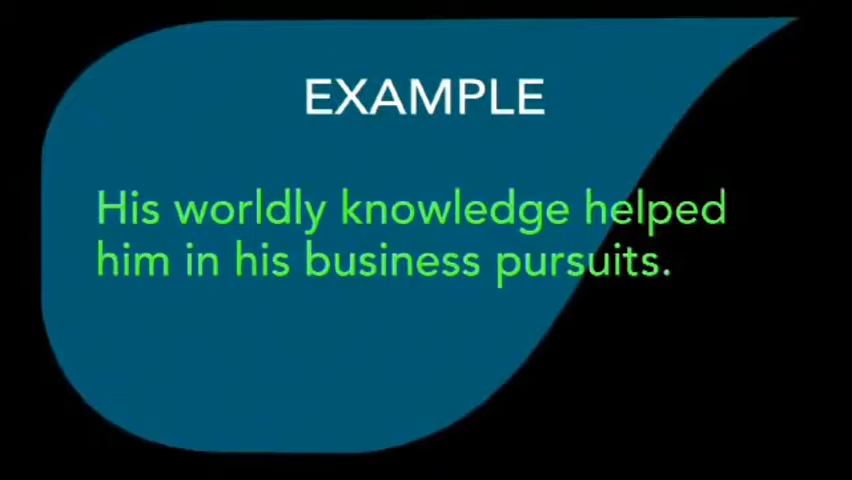 EXAMPLE
His worldly knowledge helped
him in his business pursuits.